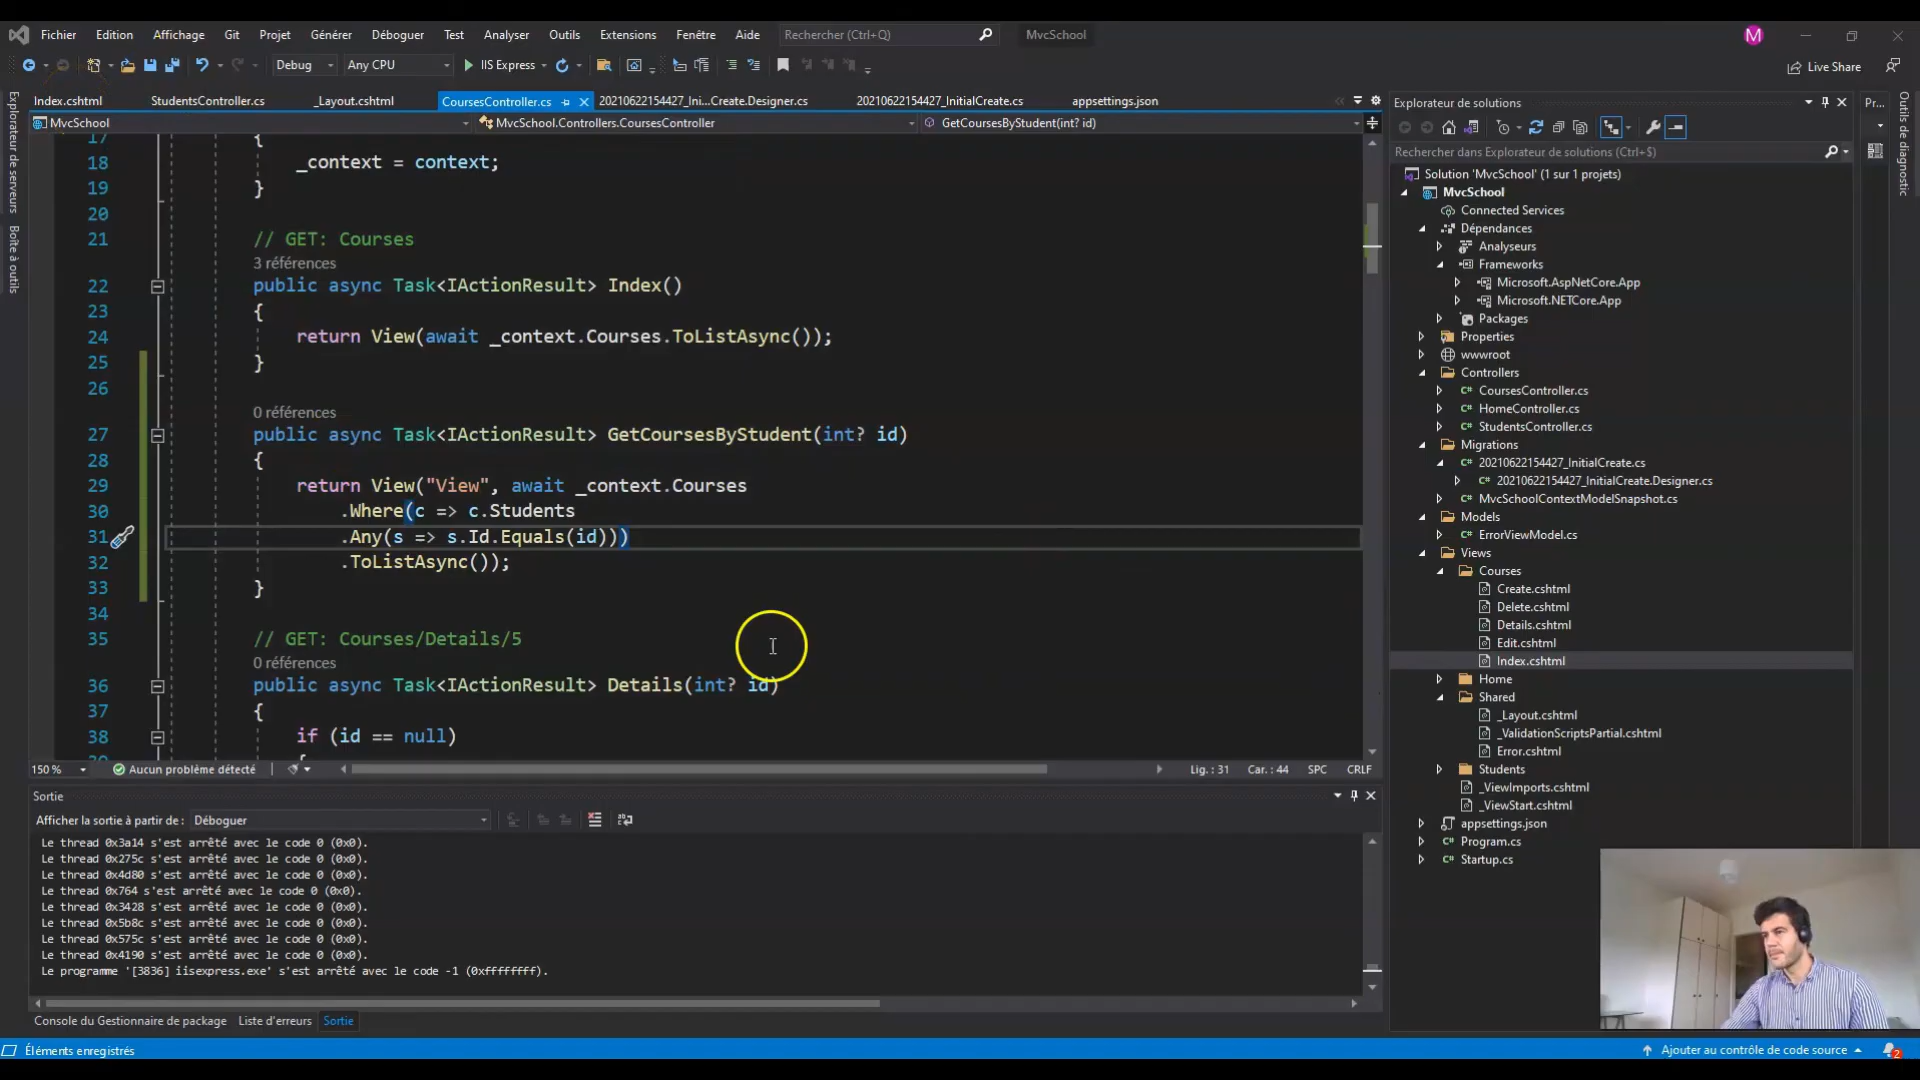 Fichier Edition Affichage Git Projet Générer Déboguer Test Analyser Outils Extensions Fenêtre Aide Rechercher (Ctrl+Q) MvcSchool M
Debug Any CPU IIS Express Live Share
Index.cshtml StudentsController.cs _Layout.cshtml CoursesController.cs 20210622154427_Ini...Create.Designer.cs 20210622154427_InitialCreate.cs appsettings.json
MvcSchool MvcSchool.Controllers.CoursesController GetCoursesByStudent(int? id)
17 {
18 _context = context;
19 }
20
21 // GET: Courses
3 références
22 public async Task<IActionResult> Index()
23 {
24 return View(await _context.Courses.ToListAsync());
25 }
26
0 références
27 public async Task<IActionResult> GetCoursesByStudent(int? id)
28 {
29 return View("View", await _context.Courses
30 .Where(c => c.Students
31 .Any(s => s.Id.Equals(id)))
32 .ToListAsync());
33 }
34
35 // GET: Courses/Details/5
0 références
36 public async Task<IActionResult> Details(int? id)
37 {
38 if (id == null)
150 % Aucun problème détecté Lig. : 31 Car. : 44 SPC CRLF
Sortie
Afficher la sortie à partir de : Déboguer
Le thread 0x3a14 s'est arrêté avec le code 0 (0x0).
Le thread 0x275c s'est arrêté avec le code 0 (0x0).
Le thread 0x4d80 s'est arrêté avec le code 0 (0x0).
Le thread 0x764 s'est arrêté avec le code 0 (0x0).
Le thread 0x3428 s'est arrêté avec le code 0 (0x0).
Le thread 0x5b8c s'est arrêté avec le code 0 (0x0).
Le thread 0x575c s'est arrêté avec le code 0 (0x0).
Le thread 0x4190 s'est arrêté avec le code 0 (0x0).
Le programme '[3836] iisexpress.exe' s'est arrêté avec le code -1 (0xffffffff).
Console du Gestionnaire de package Liste d'erreurs Sortie
Éléments enregistrés
Ajouter au contrôle de code source 2
Explorateur de serveurs
Boîte à outils
Explorateur de solutions
Rechercher dans Explorateur de solutions (Ctrl+$)
Solution 'MvcSchool' (1 sur 1 projets)
MvcSchool
Connected Services
Dépendances
Analyseurs
Frameworks
Microsoft.AspNetCore.App
Microsoft.NETCore.App
Packages
Properties
wwwroot
Controllers
C# CoursesController.cs
C# HomeController.cs
C# StudentsController.cs
Migrations
C# 20210622154427_InitialCreate.cs
C# 20210622154427_InitialCreate.Designer.cs
C# MvcSchoolContextModelSnapshot.cs
Models
C# ErrorViewModel.cs
Views
Courses
Create.cshtml
Delete.cshtml
Details.cshtml
Edit.cshtml
Index.cshtml
Home
Shared
_Layout.cshtml
_ValidationScriptsPartial.cshtml
Error.cshtml
Students
_ViewImports.cshtml
_ViewStart.cshtml
appsettings.json
C# Program.cs
C# Startup.cs
Pr...
Outils de diagnostic